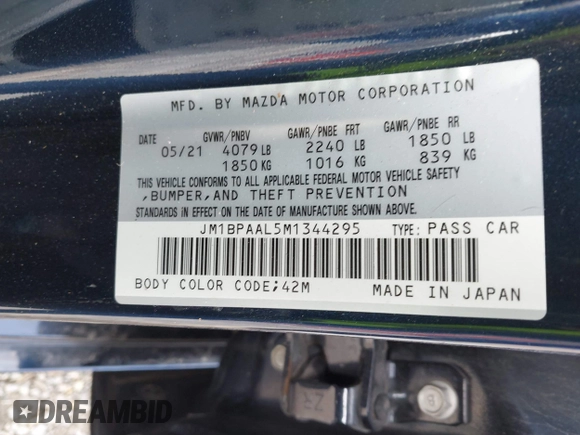 MFD. BY MAZDA MOTOR CORPORATION
DATE GVWR/PNBV GAWR/PNBE FRT GAWR/PNBE RR
05/21 4079 LB 2240 LB 1850 LB
1850 KG 1016 KG 839 KG
THIS VEHICLE CONFORMS TO ALL APPLICABLE FEDERAL MOTOR VEHICLE SAFETY
,BUMPER,AND THEFT PREVENTION
STANDARDS IN EFFECT ON THE DATE OF MANUFACTURE SHOWN ABOVE.
JM1BPAAL5M1344295 TYPE: PASS CAR
BODY COLOR CODE;42M MADE IN JAPAN
ZR
8
DREAMBID